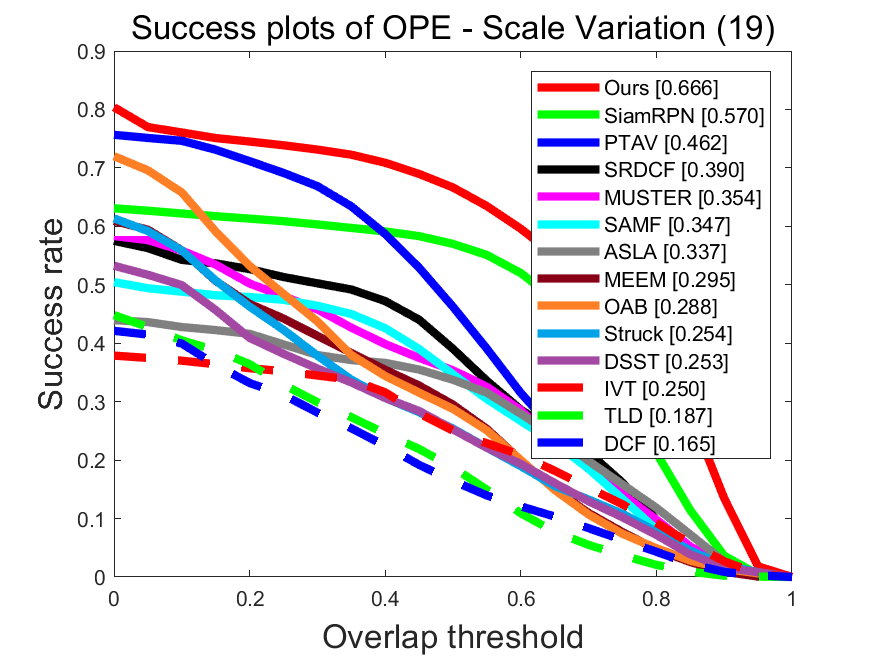 Success plots of OPE - Scale Variation (19)
0.9
0.8
0.7
0.6
0.5
0.4
0.3
0.2
0.1
0
Success rate
Ours [0.666]
SiamRPN [0.570]
PTAV [0.462]
SRDCF [0.390]
MUSTER [0.354]
SAMF [0.347]
ASLA [0.337]
MEEM [0.295]
OAB [0.288]
Struck [0.254]
DSST [0.253]
IVT [0.250]
TLD [0.187]
DCF [0.165]
0 0.2 0.4 0.6 0.8 1
Overlap threshold